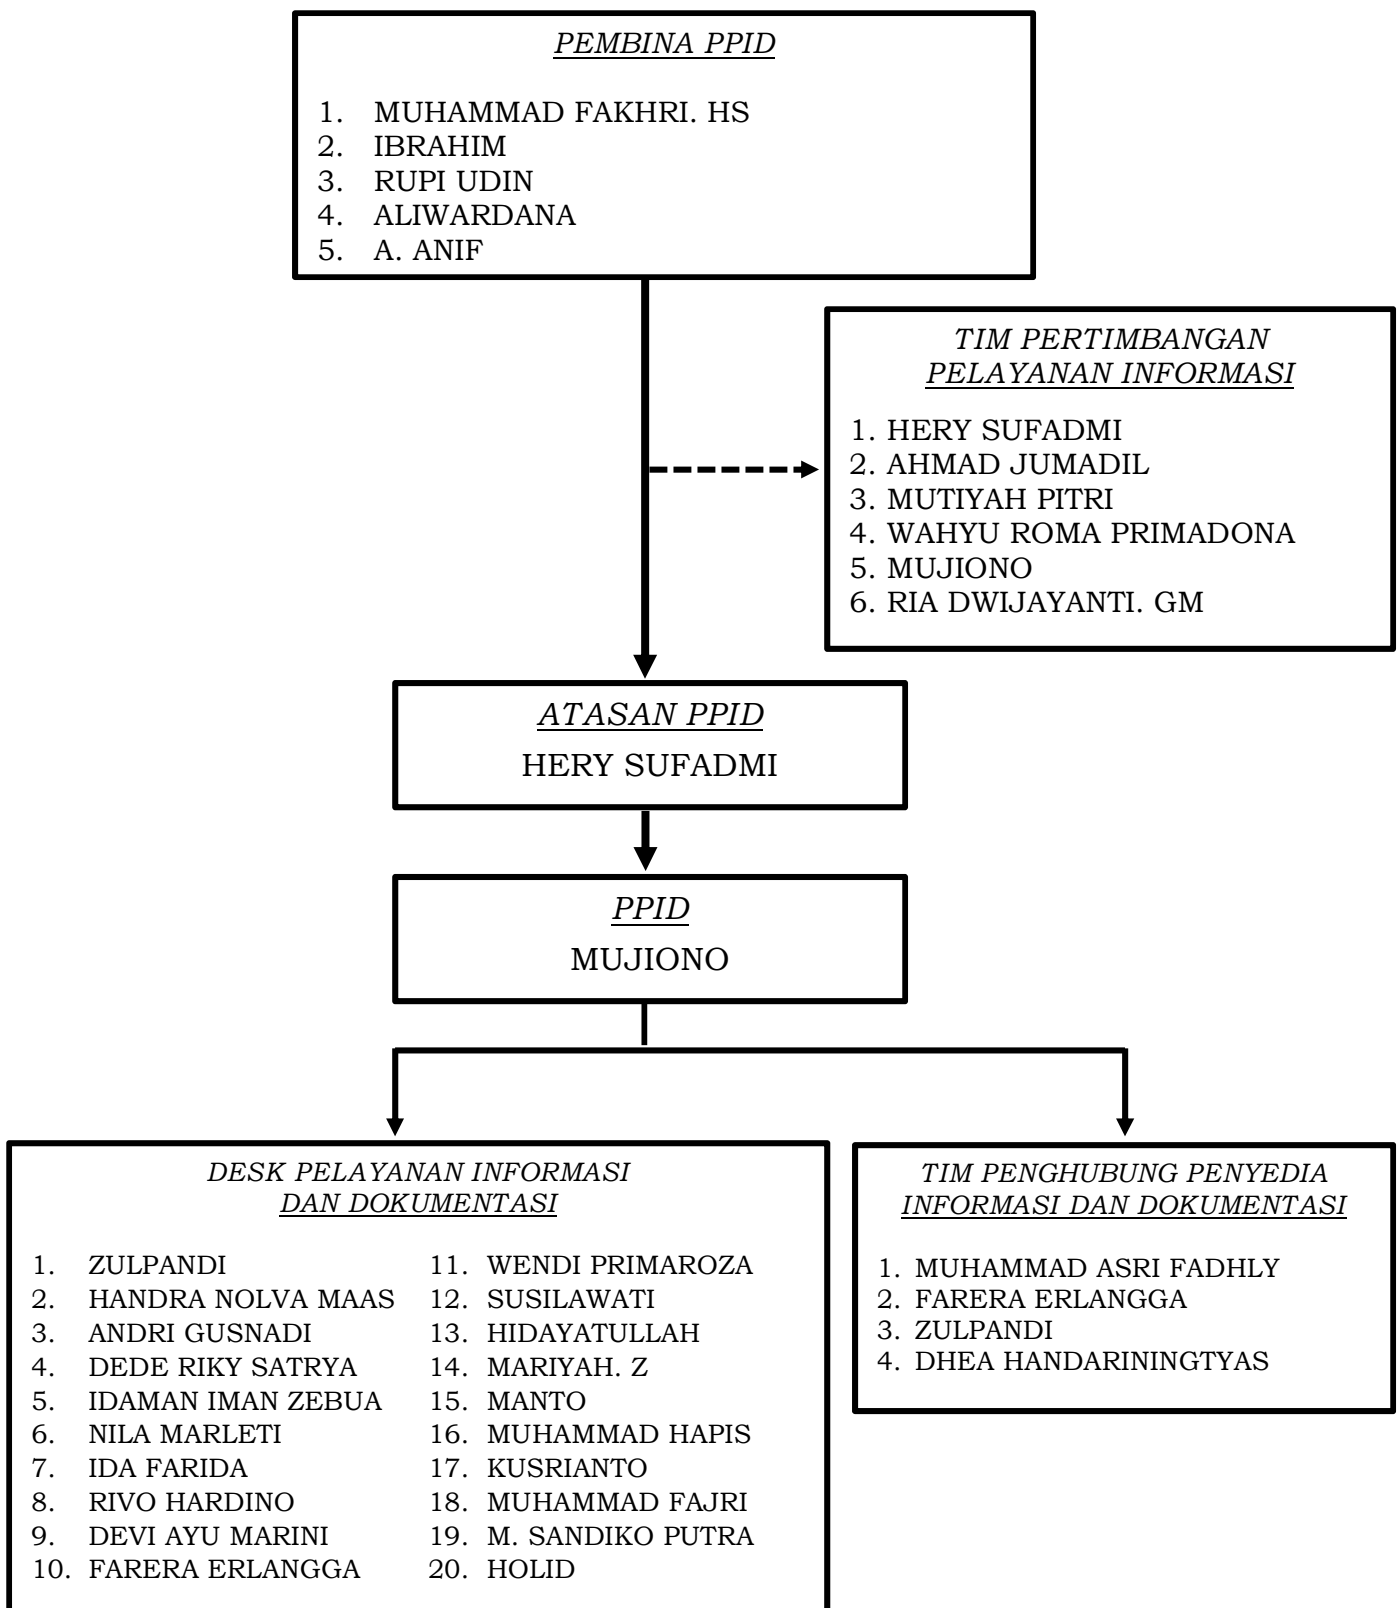 PEMBINA PPID
1. MUHAMMAD FAKHRI. HS
2. IBRAHIM
3. RUPI UDIN
4. ALIWARDANA
5. A. ANIF
TIM PERTIMBANGAN
PELAYANAN INFORMASI
1. HERY SUFADMI
2. AHMAD JUMADIL
3. MUTIYAH PITRI
4. WAHYU ROMA PRIMADONA
5. MUJIONO
6. RIA DWIJAYANTI. GM
ATASAN PPID
HERY SUFADMI
PPID
MUJIONO
DESK PELAYANAN INFORMASI
DAN DOKUMENTASI
1. ZULPANDI
2. HANDRA NOLVA MAAS
3. ANDRI GUSNADI
4. DEDE RIKY SATRYA
5. IDAMAN IMAN ZEBUA
6. NILA MARLETI
7. IDA FARIDA
8. RIVO HARDINO
9. DEVI AYU MARINI
10. FARERA ERLANGGA
11. WENDI PRIMAROZA
12. SUSILAWATI
13. HIDAYATULLAH
14. MARIYAH. Z
15. MANTO
16. MUHAMMAD HAPIS
17. KUSRIANTO
18. MUHAMMAD FAJRI
19. M. SANDIKO PUTRA
20. HOLID
TIM PENGHUBUNG PENYEDIA
INFORMASI DAN DOKUMENTASI
1. MUHAMMAD ASRI FADHLY
2. FARERA ERLANGGA
3. ZULPANDI
4. DHEA HANDARININGTYAS